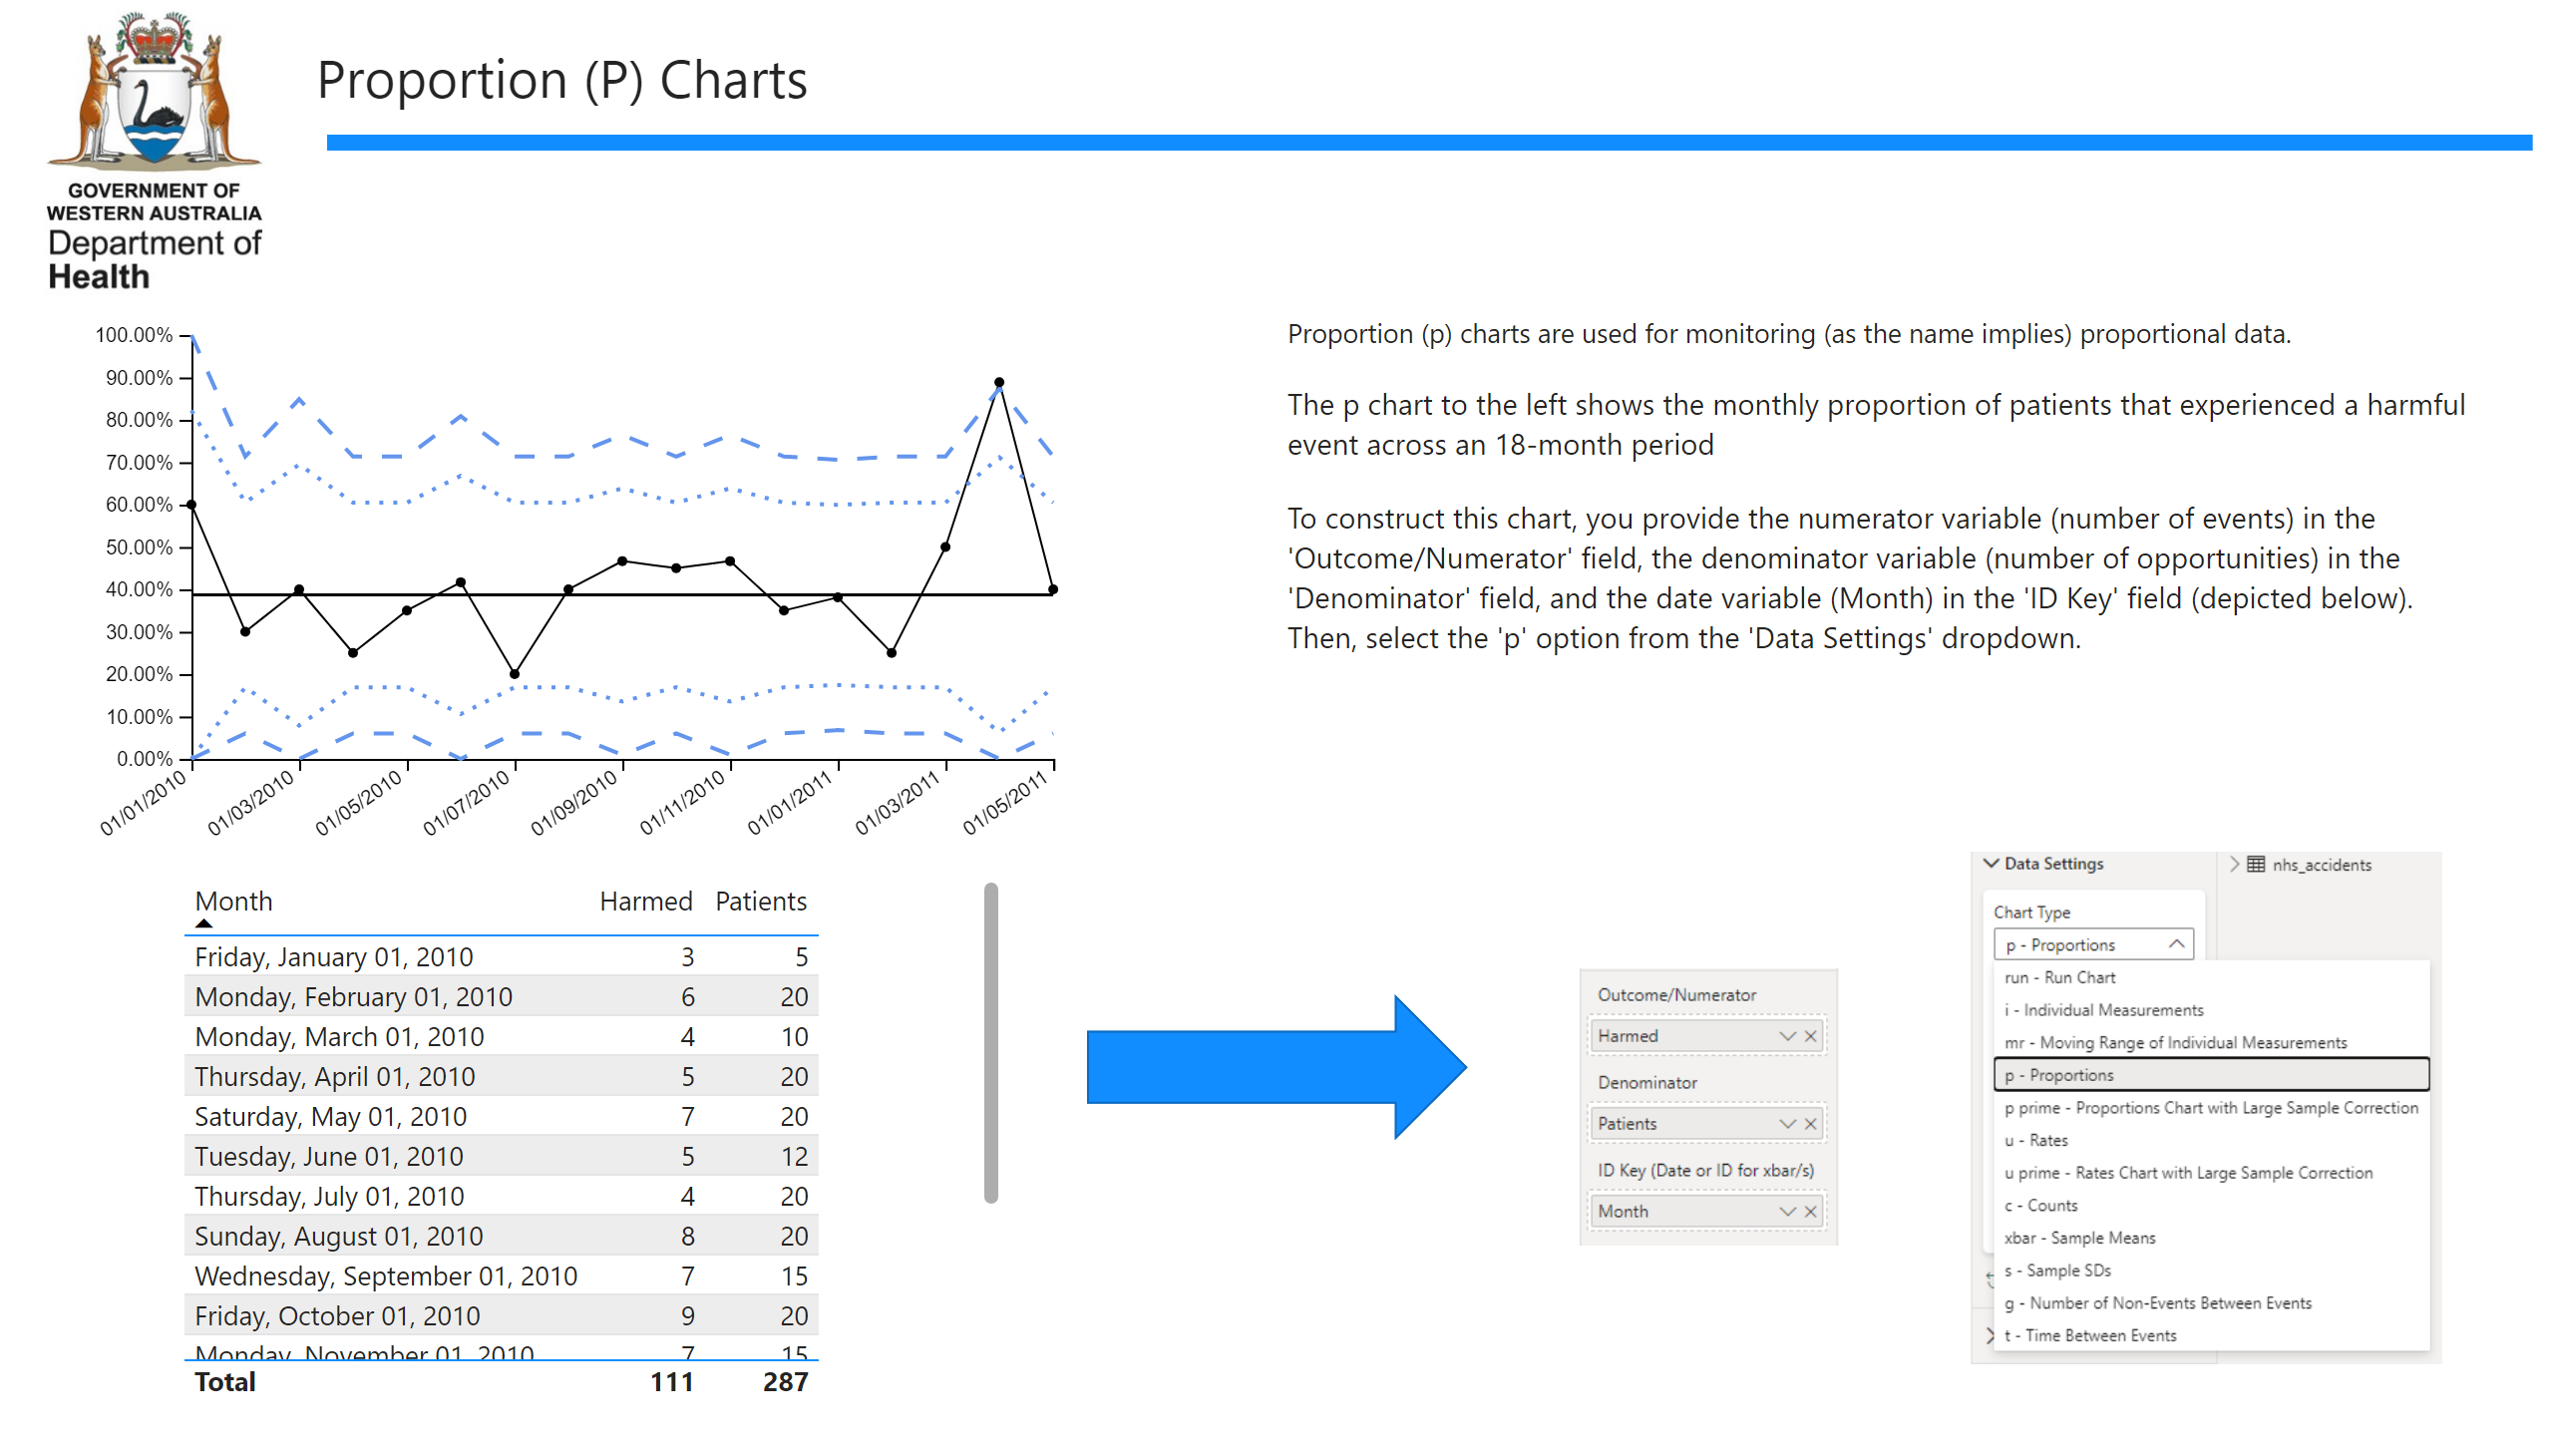 Proportion (P) Charts
GOVERNMENT OF
WESTERN AUSTRALIA
Department of
Health
100.00%
90.00%
80.00%
70.00%
60.00%
50.00%
40.00%
30.00%
20.00%
10.00%
0.00%
01/01/2010
01/03/2010
01/05/2010
01/07/2010
01/09/2010
01/11/2010
01/01/2011
01/03/2011
01/05/2011
Proportion (p) charts are used for monitoring (as the name implies) proportional data.
The p chart to the left shows the monthly proportion of patients that experienced a harmful
event across an 18-month period
To construct this chart, you provide the numerator variable (number of events) in the
'Outcome/Numerator' field, the denominator variable (number of opportunities) in the
'Denominator' field, and the date variable (Month) in the 'ID Key' field (depicted below).
Then, select the 'p' option from the 'Data Settings' dropdown.
Month Harmed Patients
Friday, January 01, 2010 3 5
Monday, February 01, 2010 6 20
Monday, March 01, 2010 4 10
Thursday, April 01, 2010 5 20
Saturday, May 01, 2010 7 20
Tuesday, June 01, 2010 5 12
Thursday, July 01, 2010 4 20
Sunday, August 01, 2010 8 20
Wednesday, September 01, 2010 7 15
Friday, October 01, 2010 9 20
Monday, November 01, 2010 7 15
Total 111 287
Outcome/Numerator
Harmed
Denominator
Patients
ID Key (Date or ID for xbar/s)
Month
Data Settings
nhs_accidents
Chart Type
p - Proportions
run - Run Chart
i - Individual Measurements
mr - Moving Range of Individual Measurements
p - Proportions
p prime - Proportions Chart with Large Sample Correction
u - Rates
u prime - Rates Chart with Large Sample Correction
c - Counts
xbar - Sample Means
s - Sample SDs
g - Number of Non-Events Between Events
t - Time Between Events